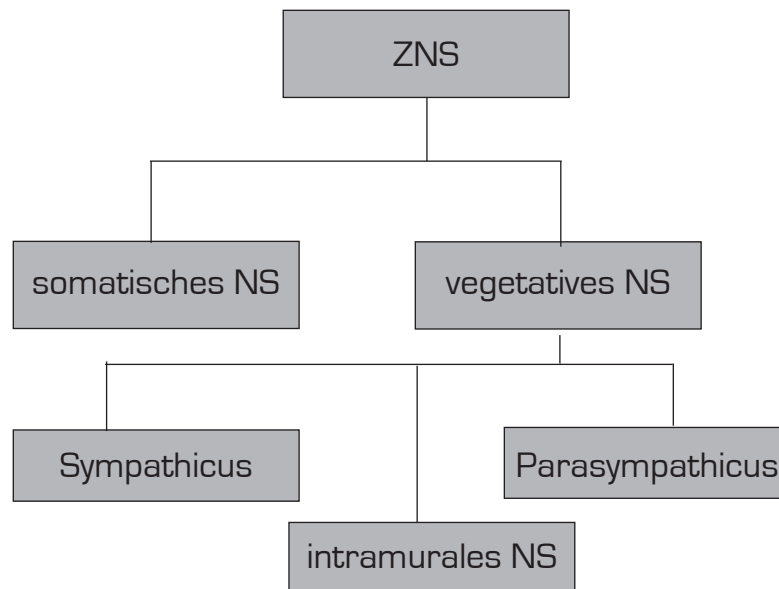 ZNS
somatisches NS
vegetatives NS
Sympathicus
Parasympathicus
intramurales NS